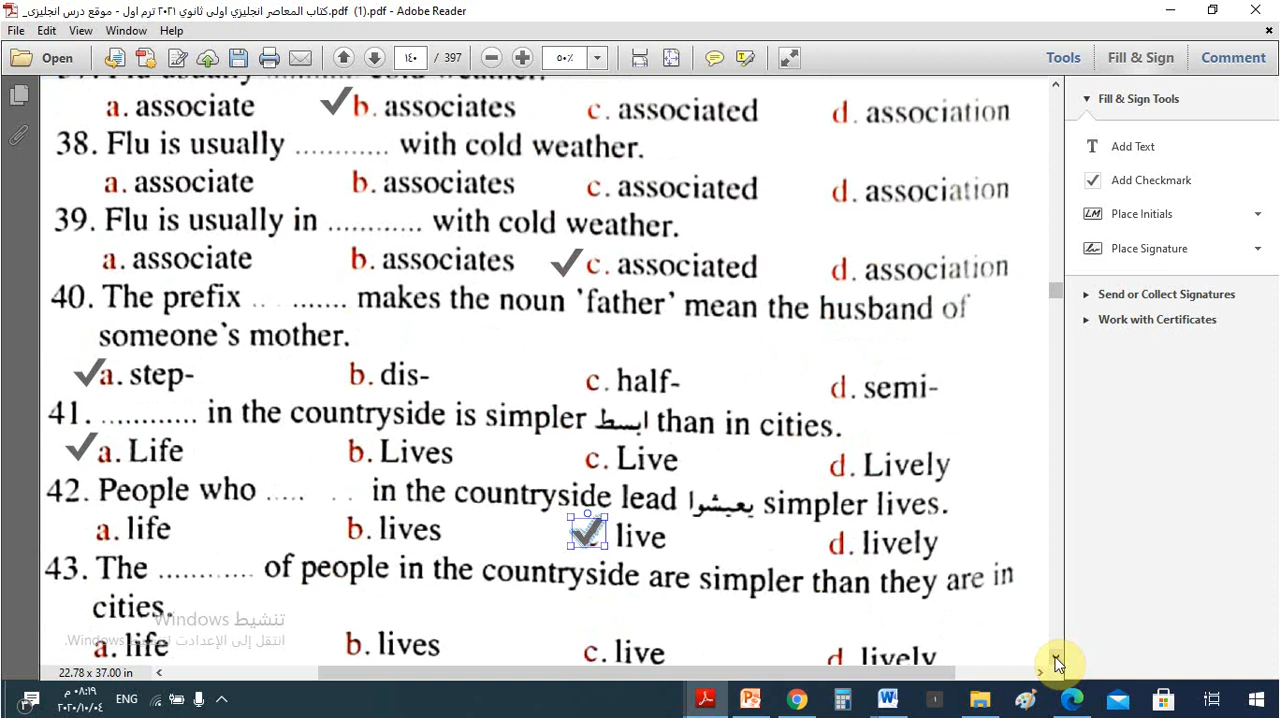 كتاب المعاصر انجليزي اولى ثانوي ٢٠٢١ ترم اول - موقع درس انجليزى_.pdf (1).pdf - Adobe Reader
File Edit View Window Help
Open ١٤٠ / 397 ٥٠٪ Tools Fill & Sign Comment
a. associate b. associates c. associated d. association
38. Flu is usually ............ with cold weather.
a. associate b. associates c. associated d. association
39. Flu is usually in ............ with cold weather.
a. associate b. associates c. associated d. association
40. The prefix .. ....... makes the noun 'father' mean the husband of
someone's mother.
a. step- b. dis- c. half- d. semi-
41. ............ in the countryside is simpler ابسط than in cities.
a. Life b. Lives c. Live d. Lively
42. People who ..... . . in the countryside lead يعيشوا simpler lives.
a. life b. lives live d. lively
43. The ............ of people in the countryside are simpler than they are in
cities.
a. life b. lives c. live d. lively
تنشيط Windows
انتقل إلى الإعدادات لتنشيط Windows.
22.78 x 37.00 in
Fill & Sign Tools
Add Text
Add Checkmark
Place Initials
Place Signature
Send or Collect Signatures
Work with Certificates
٠٨:١٩ م
٢٠٢٠/١٠/٠٤
ENG